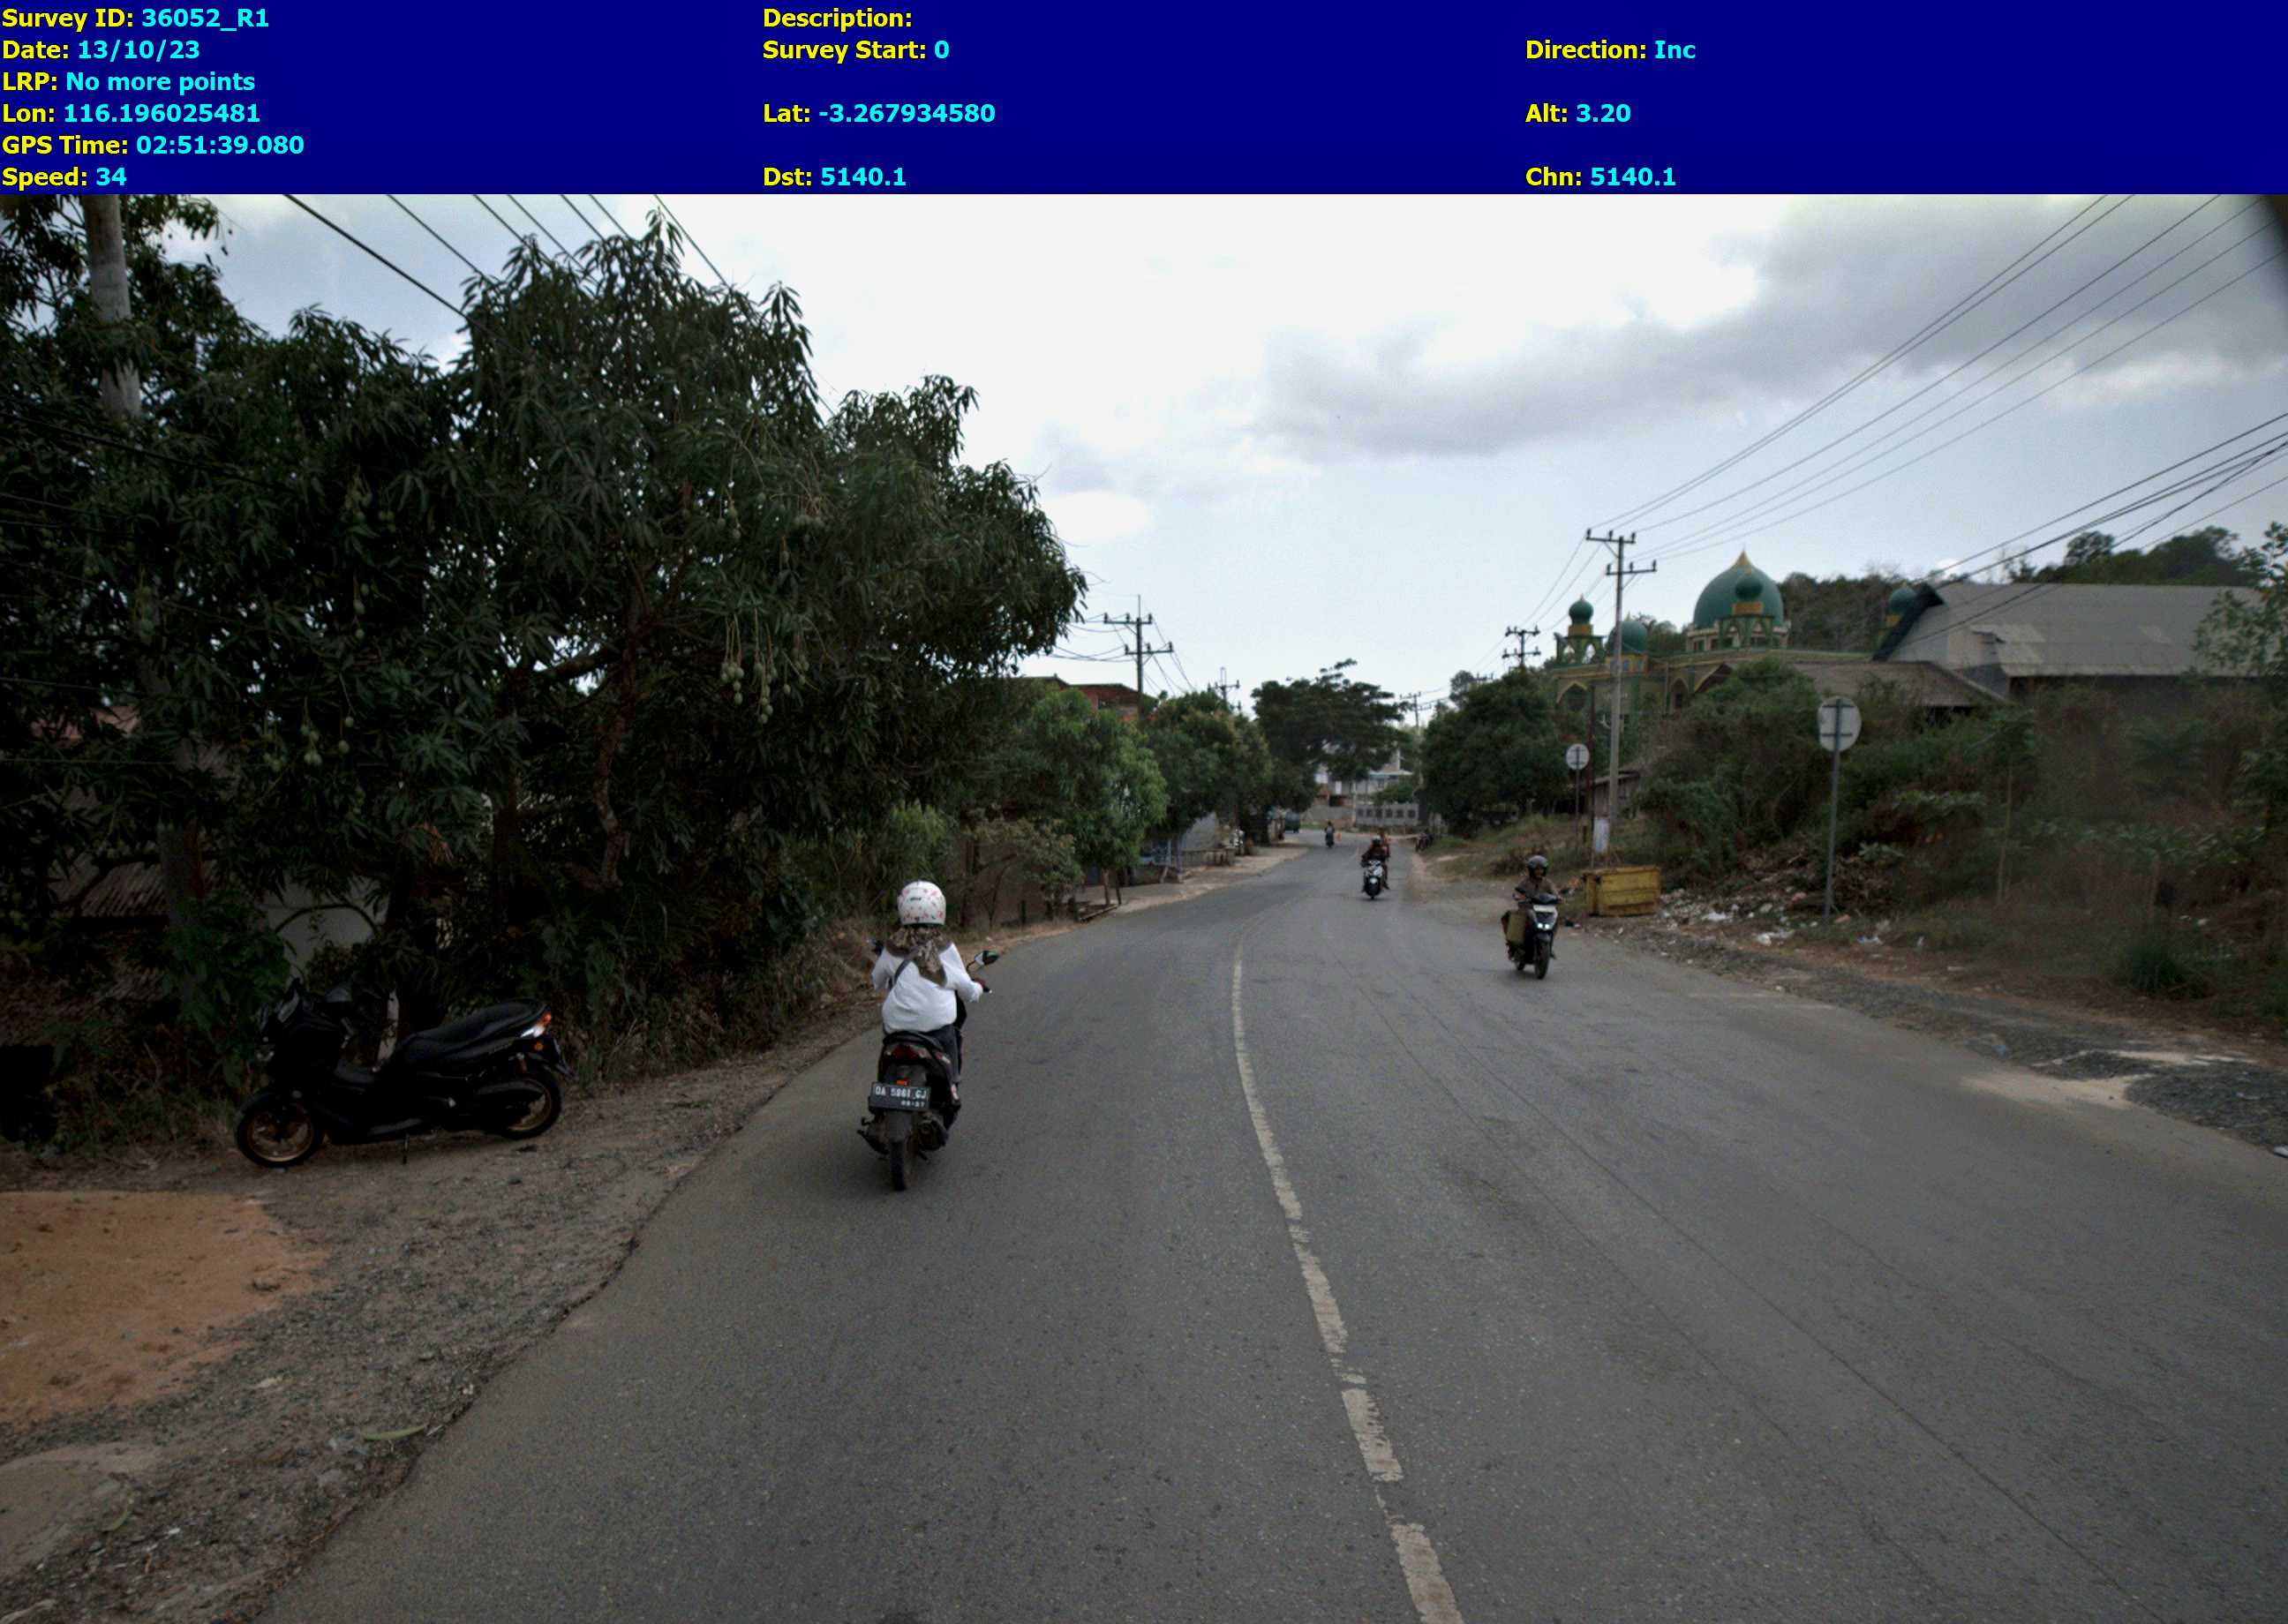 Survey ID: 36052_R1
Description:
Date: 13/10/23
Survey Start: 0
Direction: Inc
LRP: No more points
Lon: 116.196025481
Lat: -3.267934580
Alt: 3.20
GPS Time: 02:51:39.080
Speed: 34
Dst: 5140.1
Chn: 5140.1